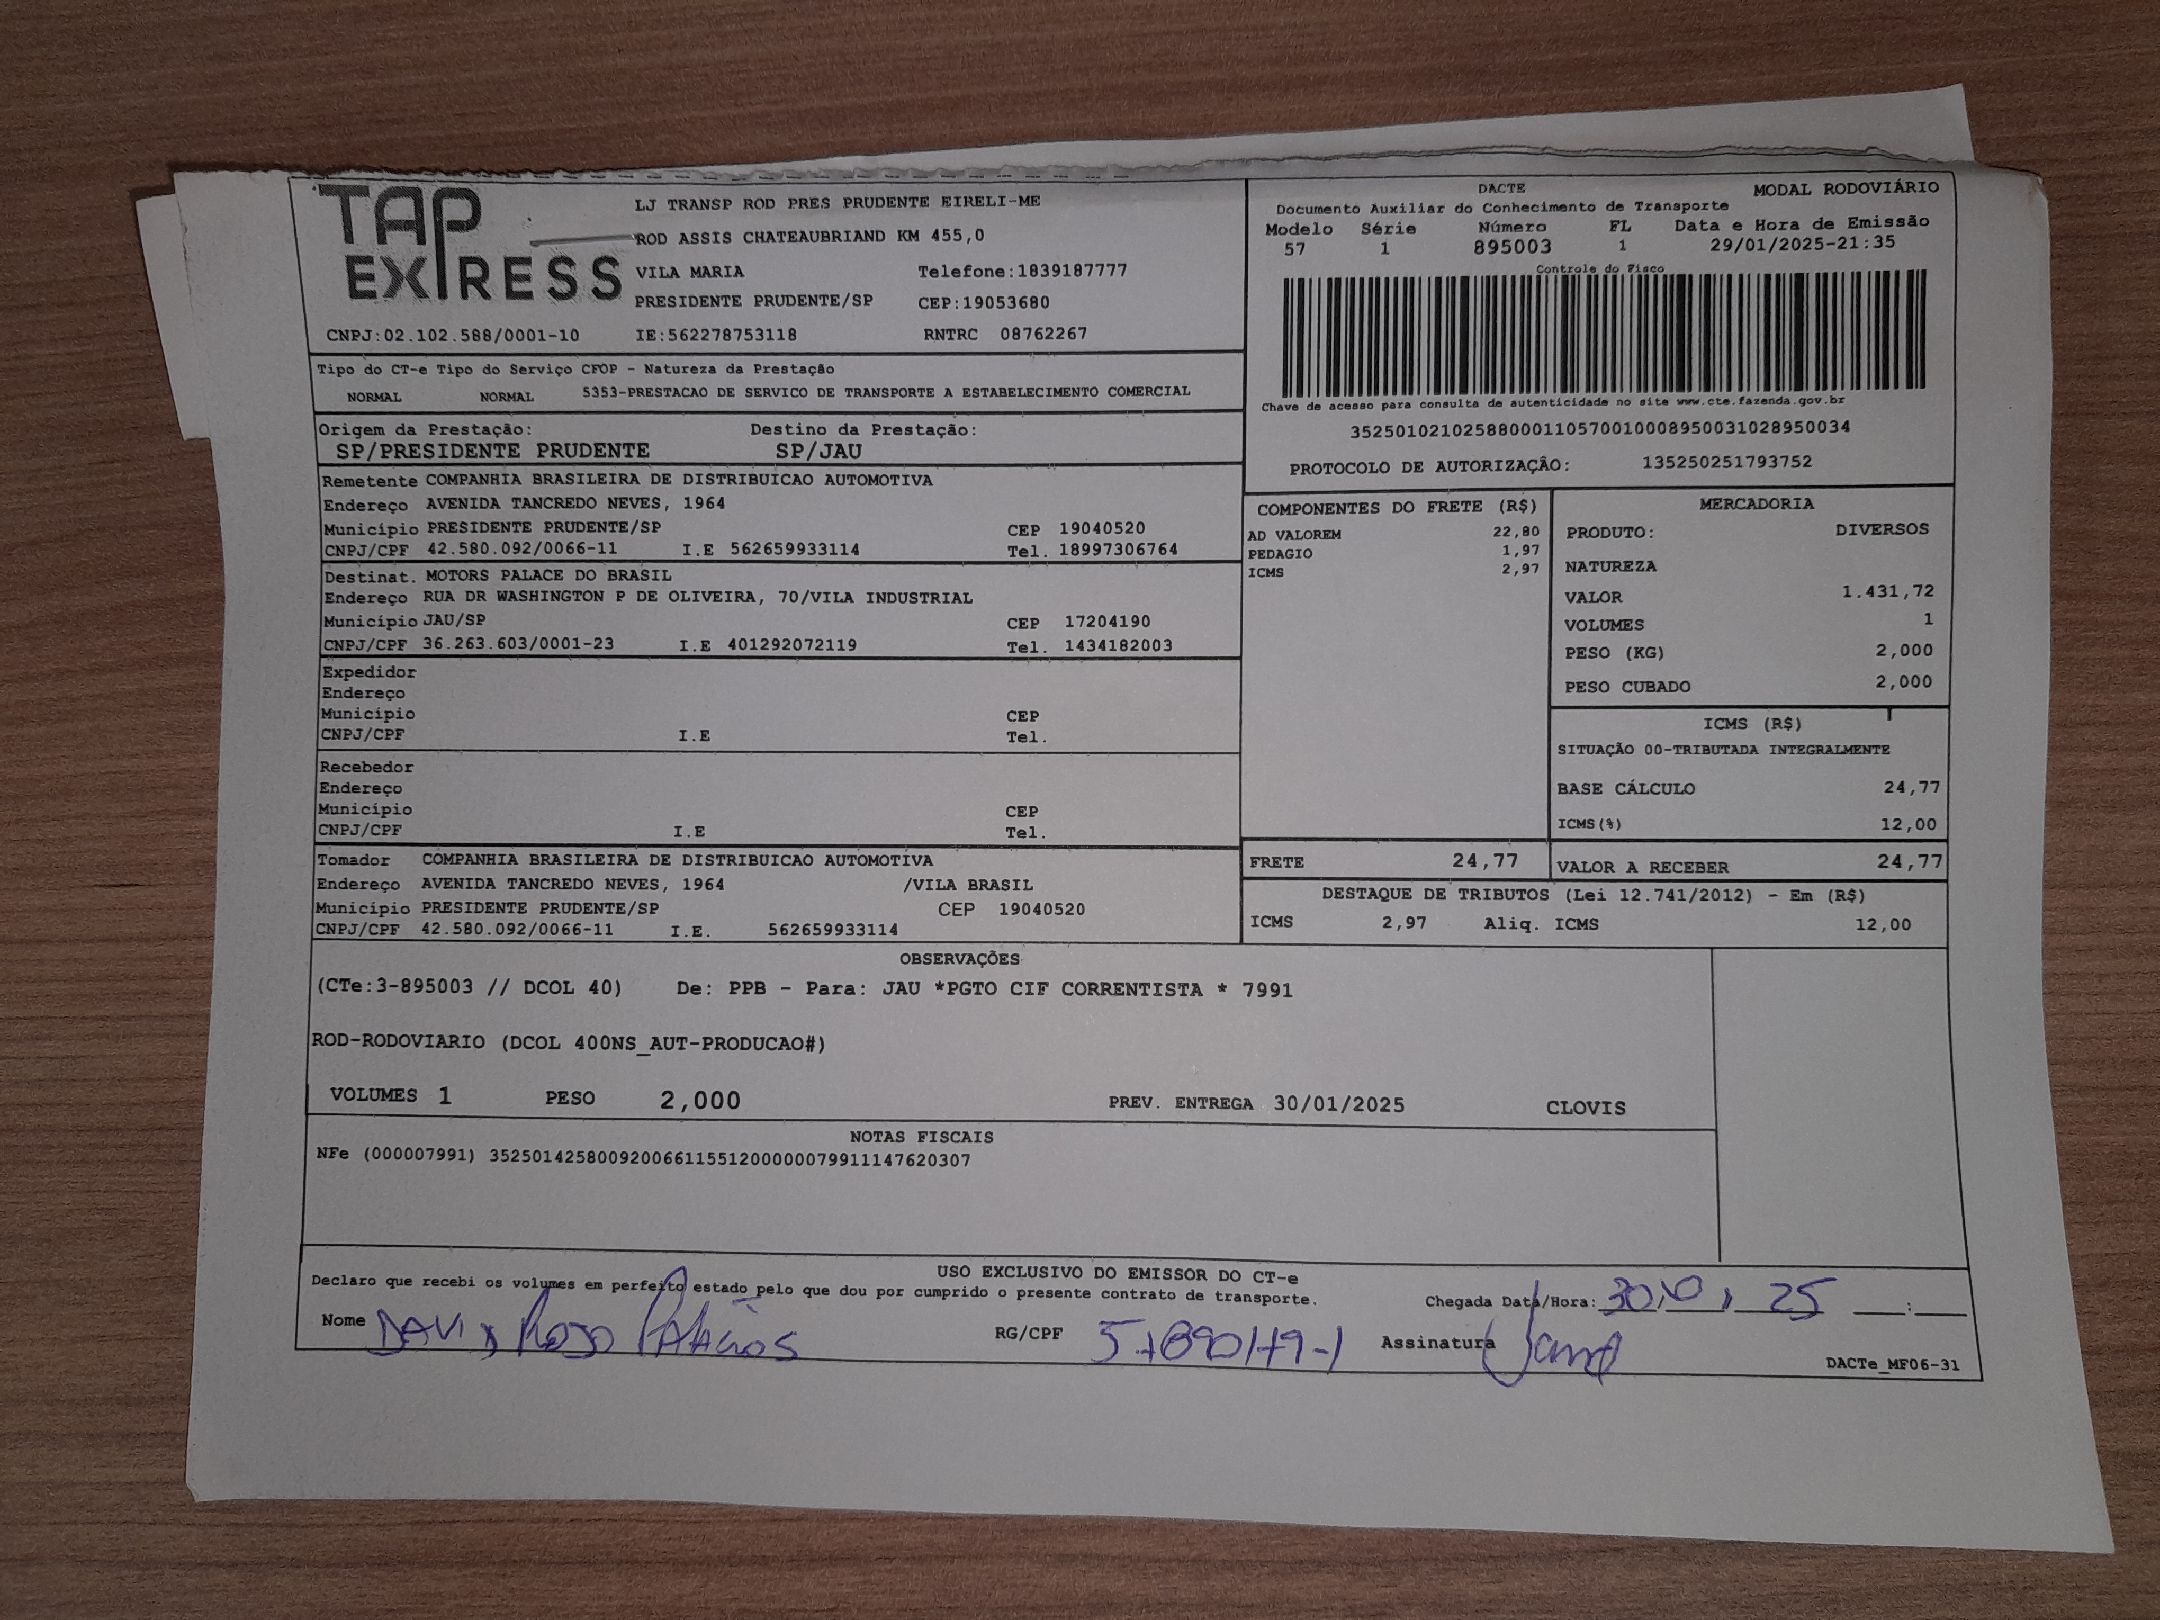 TAP EXPRESS
LJ TRANSP ROD PRES PRUDENTE EIRELI-ME
ROD ASSIS CHATEAUBRIAND KM 455,0
VILA MARIA Telefone:1839187777
PRESIDENTE PRUDENTE/SP CEP:19053680
CNPJ:02.102.588/0001-10 IE:562278753118 RNTRC 08762267
DACTE MODAL RODOVIÁRIO
Documento Auxiliar do Conhecimento de Transporte
Modelo Série Número FL Data e Hora de Emissão
57 1 895003 1 29/01/2025-21:35
Controle do Fisco
Chave de acesso para consulta de autenticidade no site www.cte.fazenda.gov.br
35250102102588000110570010008950031028950034
PROTOCOLO DE AUTORIZAÇÃO: 135250251793752
Tipo do CT-e Tipo do Serviço CFOP - Natureza da Prestação
NORMAL NORMAL 5353-PRESTACAO DE SERVICO DE TRANSPORTE A ESTABELECIMENTO COMERCIAL
Origem da Prestação: Destino da Prestação:
SP/PRESIDENTE PRUDENTE SP/JAU
Remetente COMPANHIA BRASILEIRA DE DISTRIBUICAO AUTOMOTIVA
Endereço AVENIDA TANCREDO NEVES, 1964
Município PRESIDENTE PRUDENTE/SP CEP 19040520
CNPJ/CPF 42.580.092/0066-11 I.E 562659933114 Tel. 18997306764
Destinat. MOTORS PALACE DO BRASIL
Endereço RUA DR WASHINGTON P DE OLIVEIRA, 70/VILA INDUSTRIAL
Município JAU/SP CEP 17204190
CNPJ/CPF 36.263.603/0001-23 I.E 401292072119 Tel. 1434182003
Expedidor
Endereço
Município CEP
CNPJ/CPF I.E Tel.
Recebedor
Endereço
Município CEP
CNPJ/CPF I.E Tel.
Tomador COMPANHIA BRASILEIRA DE DISTRIBUICAO AUTOMOTIVA
Endereço AVENIDA TANCREDO NEVES, 1964 /VILA BRASIL
Município PRESIDENTE PRUDENTE/SP CEP 19040520
CNPJ/CPF 42.580.092/0066-11 I.E. 562659933114
COMPONENTES DO FRETE (R$)
AD VALOREM 22,80
PEDAGIO 1,97
ICMS 2,97
MERCADORIA
PRODUTO: DIVERSOS
NATUREZA
VALOR 1.431,72
VOLUMES 1
PESO (KG) 2,000
PESO CUBADO 2,000
ICMS (R$)
SITUAÇÃO 00-TRIBUTADA INTEGRALMENTE
BASE CÁLCULO 24,77
ICMS(%) 12,00
FRETE 24,77 VALOR A RECEBER 24,77
DESTAQUE DE TRIBUTOS (Lei 12.741/2012) - Em (R$)
ICMS 2,97 Aliq. ICMS 12,00
OBSERVAÇÕES
(CTe:3-895003 // DCOL 40) De: PPB - Para: JAU *PGTO CIF CORRENTISTA * 7991
ROD-RODOVIARIO (DCOL 400NS_AUT-PRODUCAO#)
VOLUMES 1 PESO 2,000 PREV. ENTREGA 30/01/2025 CLOVIS
NOTAS FISCAIS
NFe (000007991) 35250142580092006611551200000079911147620307
USO EXCLUSIVO DO EMISSOR DO CT-e
Declaro que recebi os volumes em perfeito estado pelo que dou por cumprido o presente contrato de transporte.
Chegada Data/Hora: 25 :
Nome DAVI RG/CPF Assinatura
DACTe_MF06-31